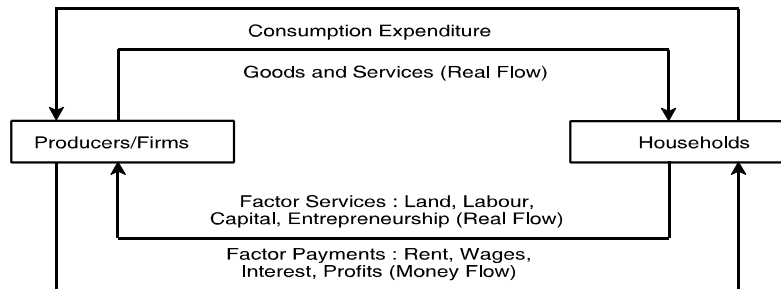 Consumption Expenditure
Goods and Services (Real Flow)
Producers/Firms
Households
Factor Services : Land, Labour,
Capital, Entrepreneurship (Real Flow)
Factor Payments : Rent, Wages,
Interest, Profits (Money Flow)